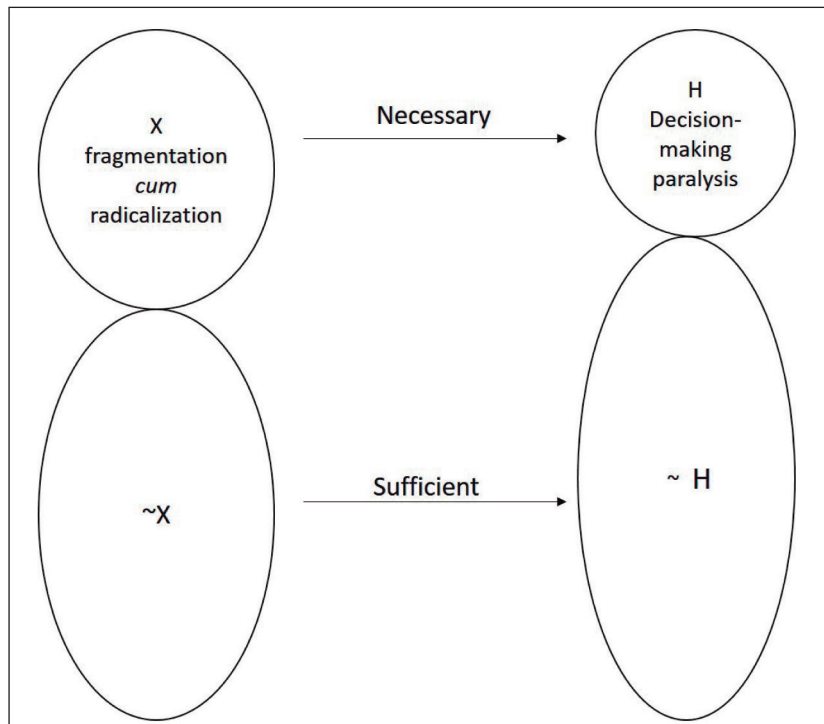 X
fragmentation
cum
radicalization
Necessary
H
Decision-
making
paralysis
~X
Sufficient
~ H